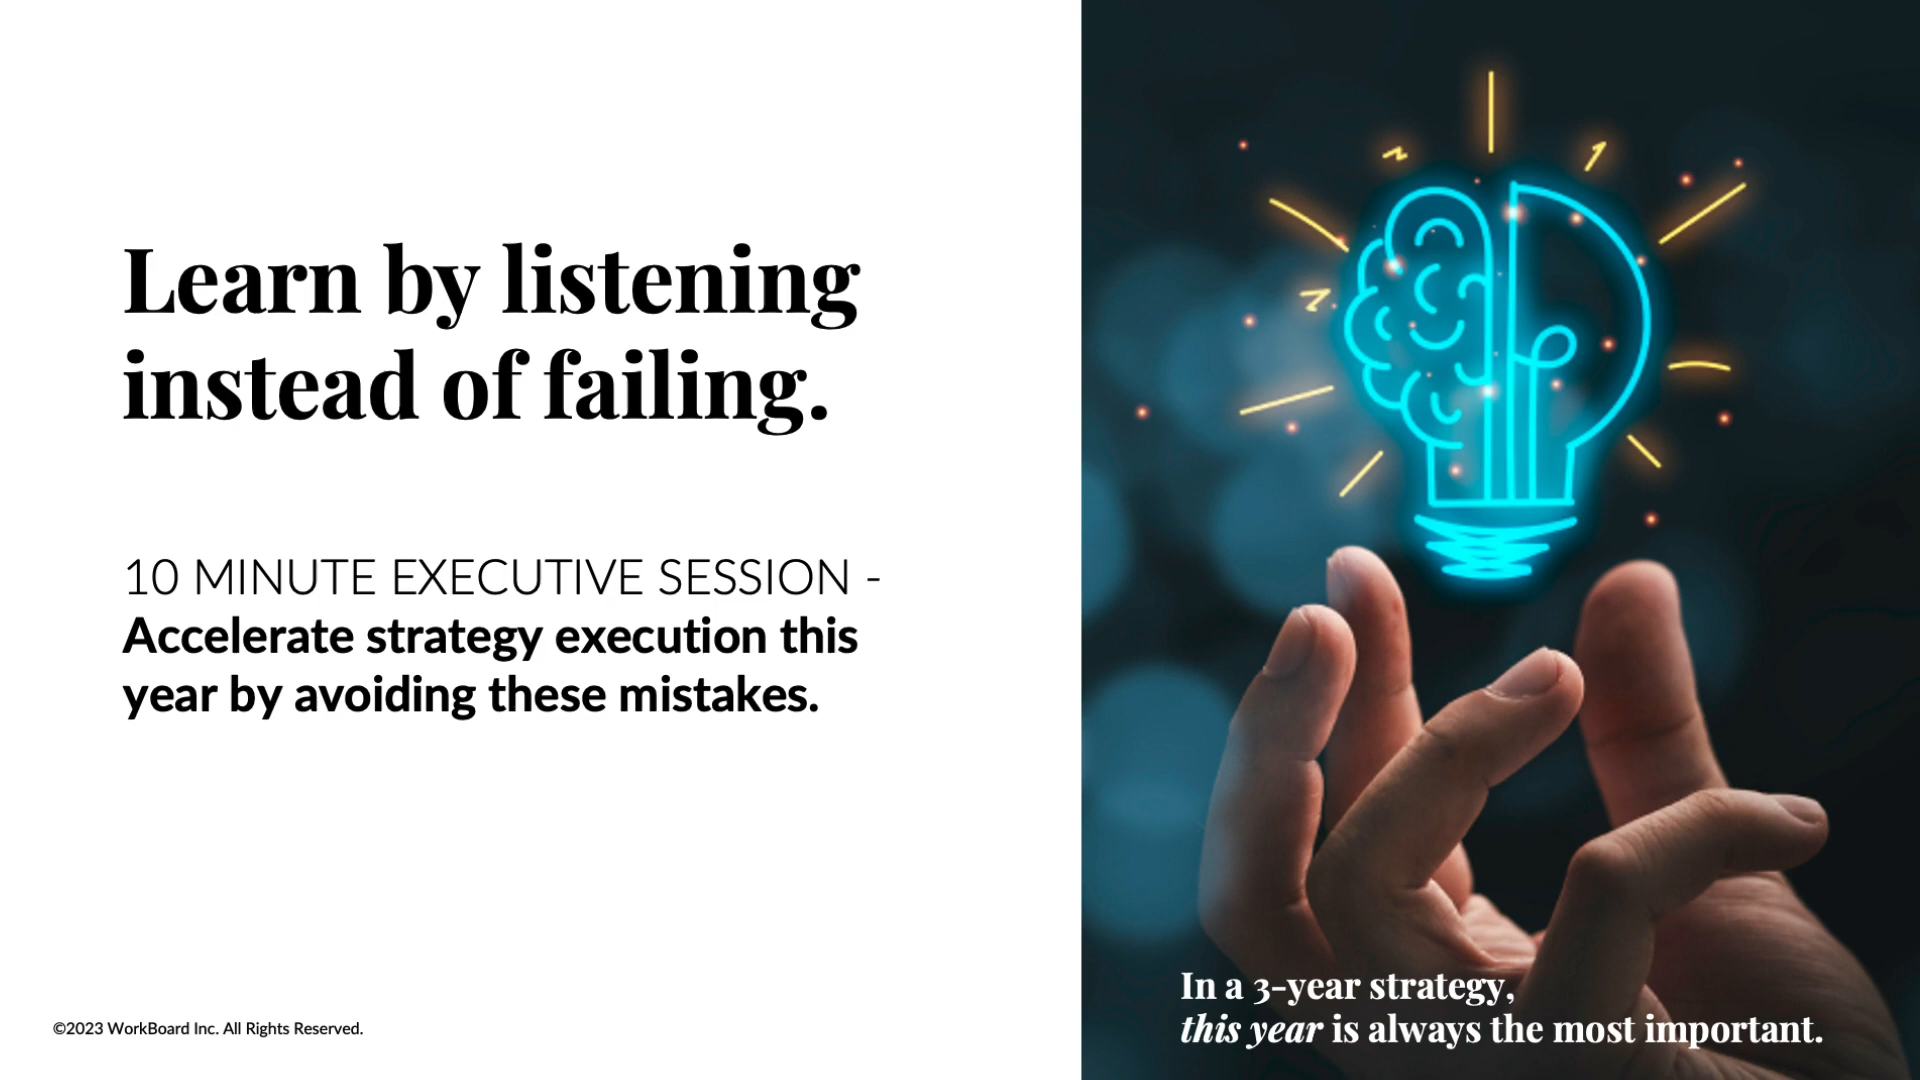 Learn by listening
instead of failing.
10 MINUTE EXECUTIVE SESSION -
Accelerate strategy execution this
year by avoiding these mistakes.
©2023 WorkBoard Inc. All Rights Reserved.
In a 3-year strategy,
this year is always the most important.